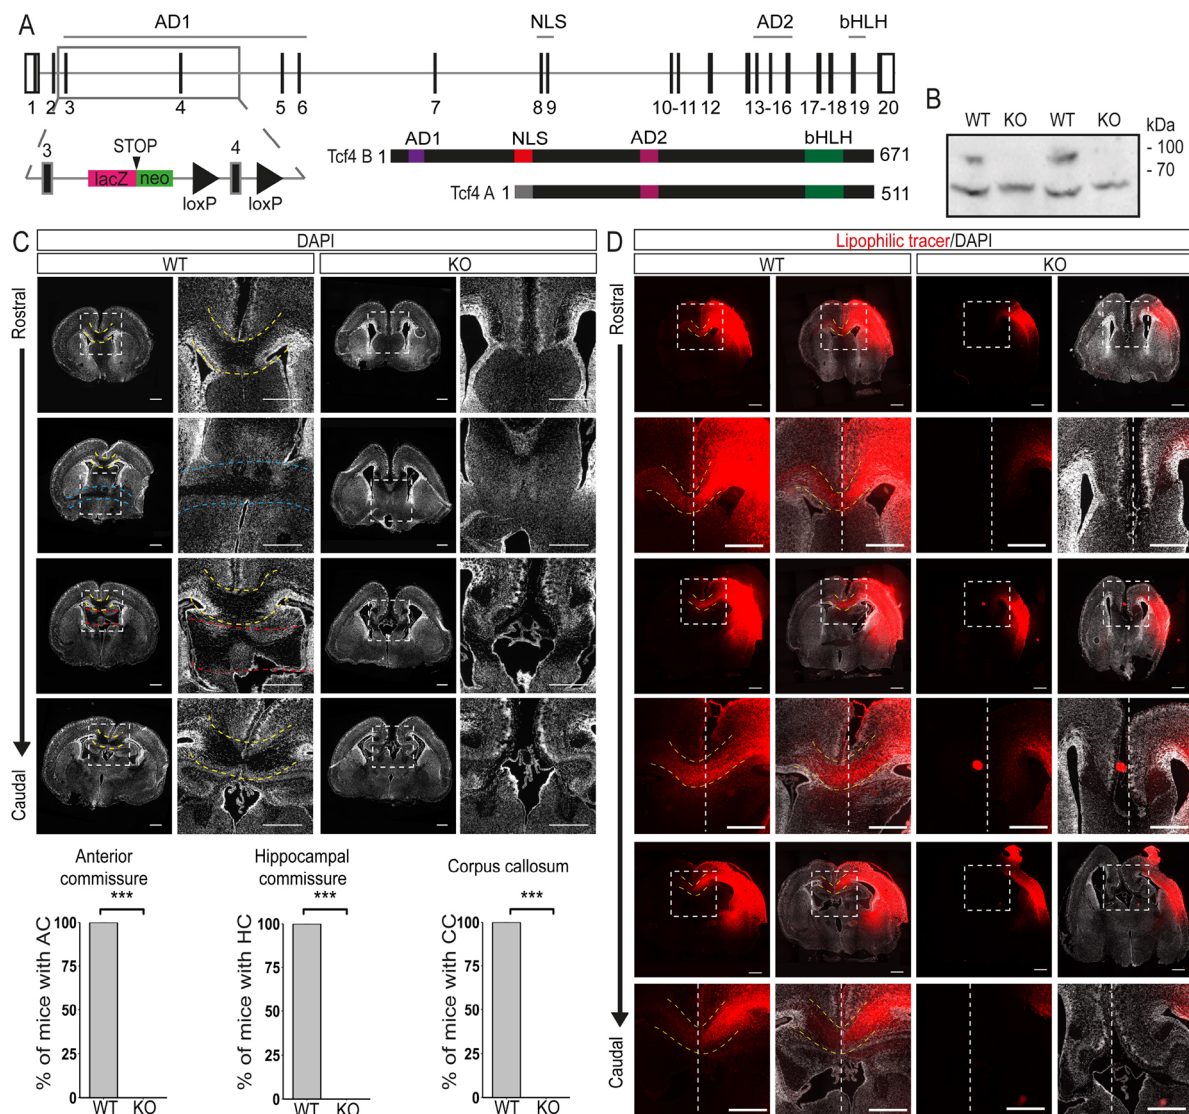 A
AD1
NLS
AD2
bHLH
1 2 3 4 5 6 7 8 9 10-11 12 13-16 17-18 19 20
3
STOP
4
lacZ neo
loxP
loxP
AD1 NLS AD2 bHLH
Tcf4 B 1 671
Tcf4 A 1 511
B
WT KO WT KO
kDa
- 100
- 70
C
DAPI
WT
KO
Rostral
Caudal
Anterior
commissure
***
% of mice with AC
100
75
50
25
0
WT KO
Hippocampal
commissure
***
% of mice with HC
100
75
50
25
0
WT KO
Corpus callosum
***
% of mice with CC
100
75
50
25
0
WT KO
D
Lipophilic tracer/DAPI
WT
KO
Rostral
Caudal